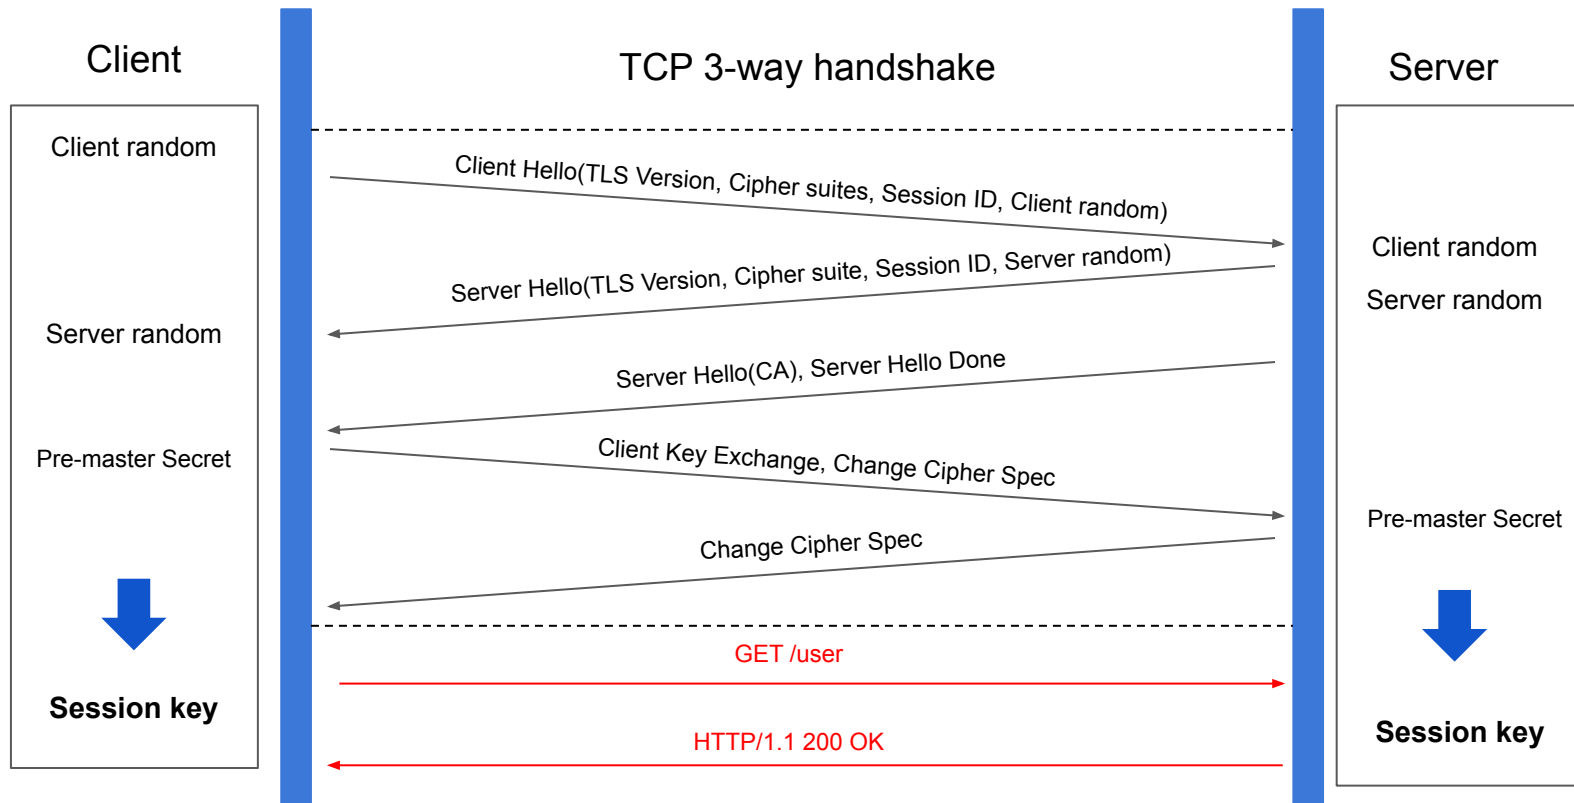 Client
TCP 3-way handshake
Server
Client random
Client Hello(TLS Version, Cipher suites, Session ID, Client random)
Client random
Server Hello(TLS Version, Cipher suite, Session ID, Server random)
Server random
Server random
Server Hello(CA), Server Hello Done
Pre-master Secret
Client Key Exchange, Change Cipher Spec
Pre-master Secret
Change Cipher Spec
GET /user
Session key
Session key
HTTP/1.1 200 OK